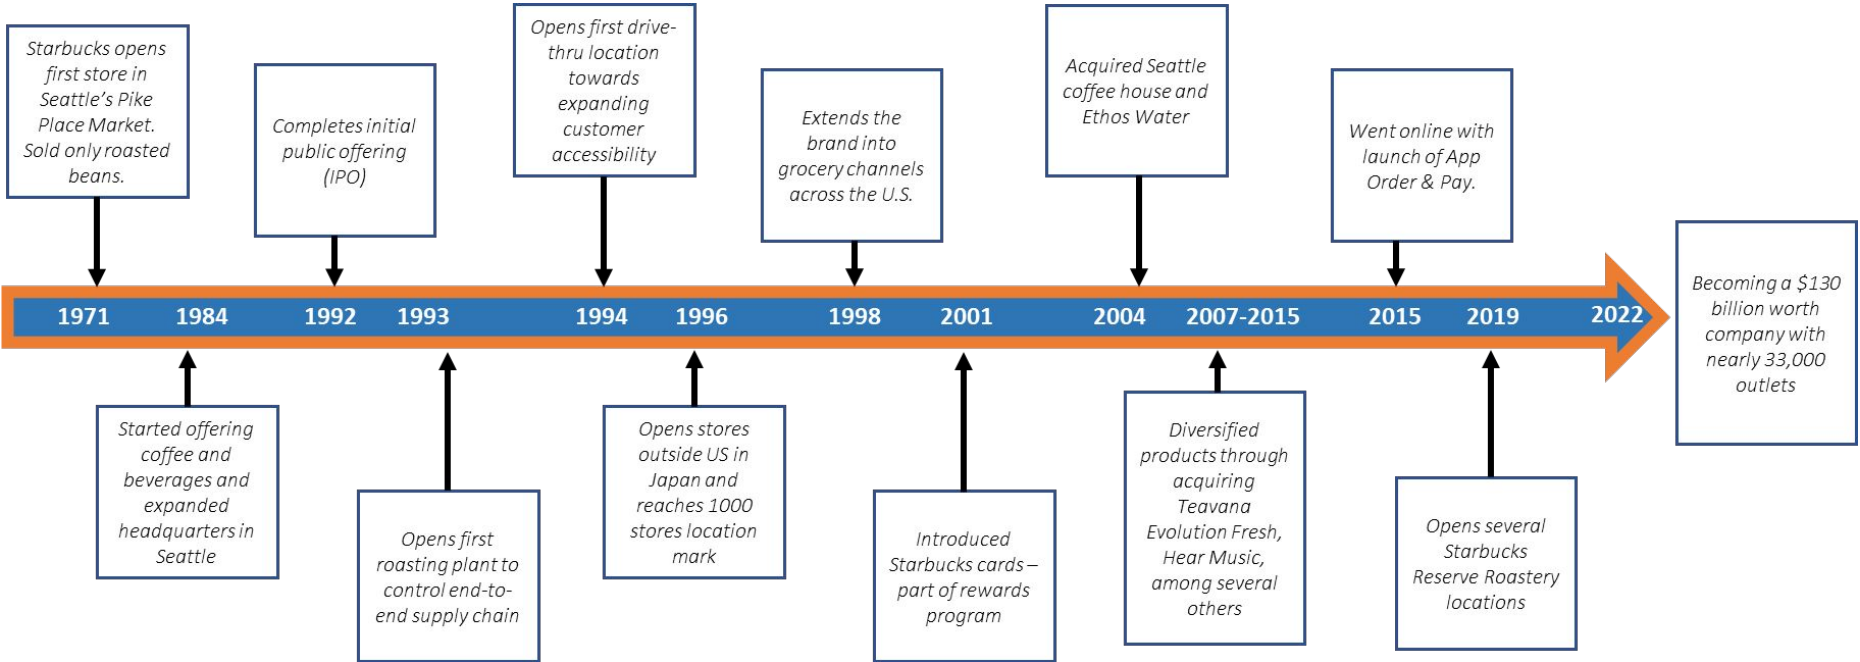 Starbucks opens
first store in
Seattle's Pike
Place Market.
Sold only roasted
beans.
Completes initial
public offering
(IPO)
Opens first drive-
thru location
towards
expanding
customer
accessibility
Extends the
brand into
grocery channels
across the U.S.
Acquired Seattle
coffee house and
Ethos Water
Went online with
launch of App
Order & Pay.
1971 1984 1992 1993 1994 1996 1998 2001 2004 2007-2015 2015 2019 2022
Becoming a $130
billion worth
company with
nearly 33,000
outlets
Started offering
coffee and
beverages and
expanded
headquarters in
Seattle
Opens first
roasting plant to
control end-to-
end supply chain
Opens stores
outside US in
Japan and
reaches 1000
stores location
mark
Introduced
Starbucks cards –
part of rewards
program
Diversified
products through
acquiring
Teavana
Evolution Fresh,
Hear Music,
among several
others
Opens several
Starbucks
Reserve Roastery
locations